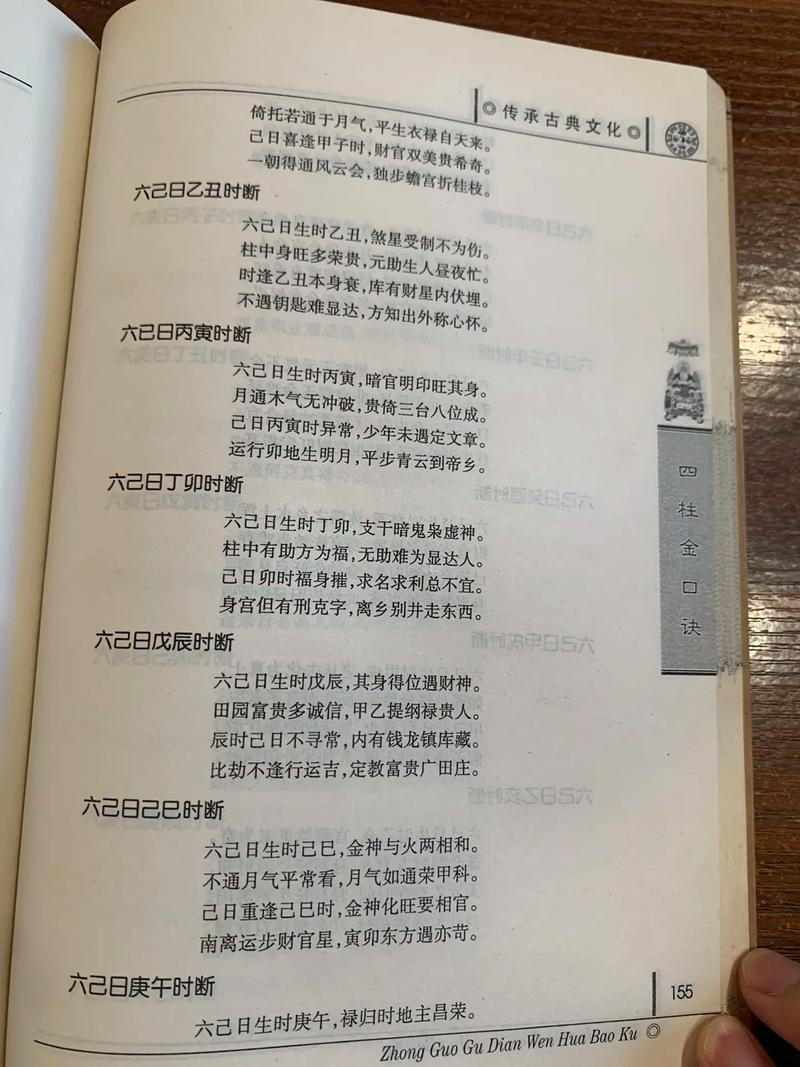 ◎传承古典文化◎
倚托若通于月气,平生衣禄自天来。
己日喜逢甲子时,财官双美贵希奇。
一朝得通风云会,独步蟾宫折桂枝。
六己日乙丑时断
六己日生时乙丑,煞星受制不为伤。
柱中身旺多荣贵,元助生人昼夜忙。
时逢乙丑本身衰,库有财星内伏埋。
不遇钥匙难显达,方知出外称心怀。
六己日丙寅时断
六己日生时丙寅,暗官明印旺其身。
月通木气无冲破,贵倚三台八位成。
己日丙寅时异常,少年未遇定文章。
运行卯地生明月,平步青云到帝乡。
六己日丁卯时断
六己日生时丁卯,支干暗鬼枭虚神。
柱中有助方为福,无助难为显达人。
己日卯时福身摧,求名求利总不宜。
身宫但有刑克字,离乡别井走东西。
六己日戊辰时断
六己日生时戊辰,其身得位遇财神。
田园富贵多诚信,甲乙提纲禄贵人。
辰时己日不寻常,内有钱龙镇库藏。
比劫不逢行运吉,定教富贵广田庄。
六己日己巳时断
六己日生时己巳,金神与火两相和。
不通月气平常看,月气如通荣甲科。
己日重逢己巳时,金神化旺要相官。
南离运步财官星,寅卯东方遇亦苛。
六己日庚午时断
六己日生时庚午,禄归时地主昌荣。
四柱金口诀
155
Zhong Guo Gu Dian Wen Hua Bao Ku ◎